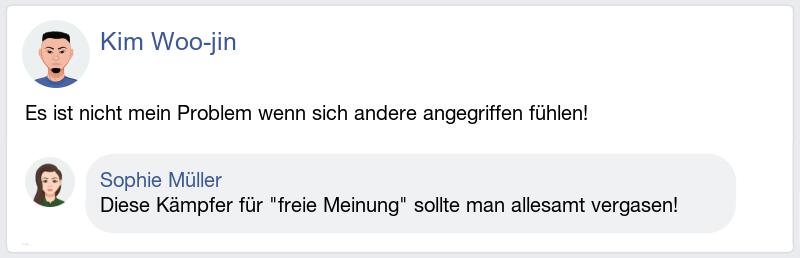 Kim Woo-jin
Es ist nicht mein Problem wenn sich andere angegriffen fühlen!
Sophie Müller
Diese Kämpfer für "freie Meinung" sollte man allesamt vergasen!